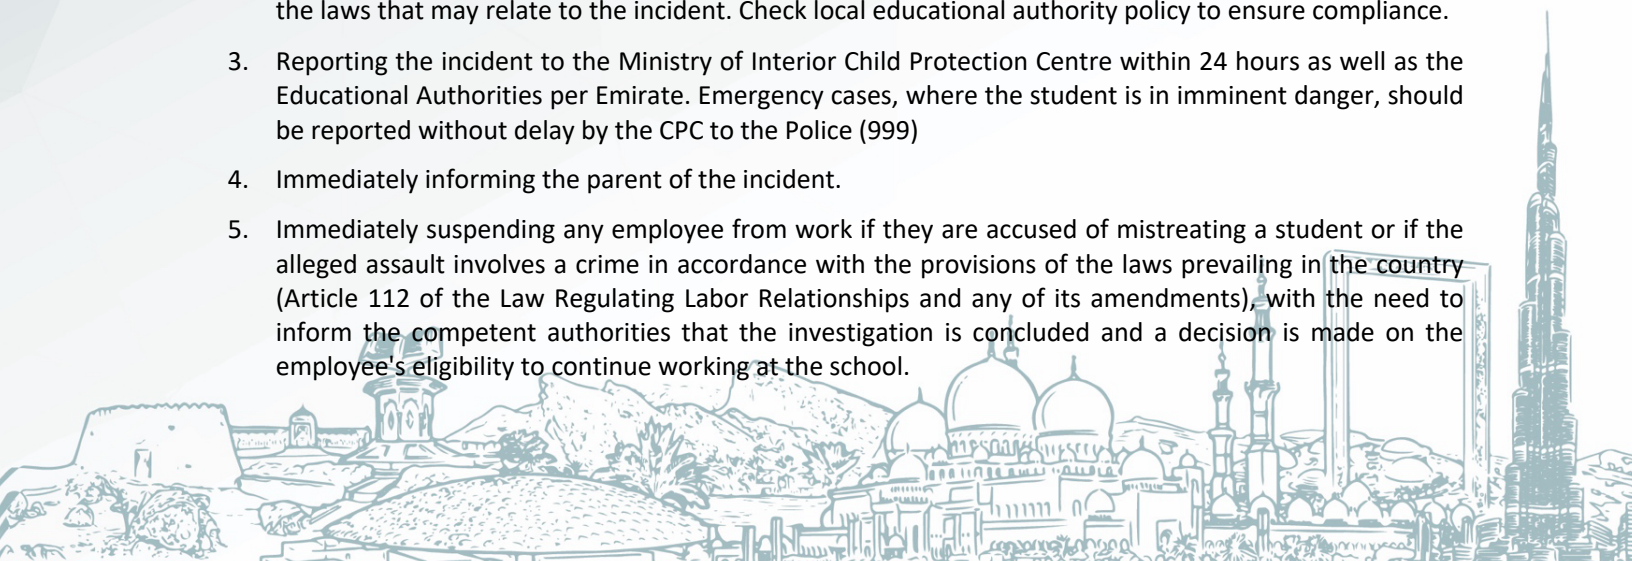 the laws that may relate to the incident. Check local educational authority policy to ensure compliance.
3. Reporting the incident to the Ministry of Interior Child Protection Centre within 24 hours as well as the
Educational Authorities per Emirate. Emergency cases, where the student is in imminent danger, should
be reported without delay by the CPC to the Police (999)
4. Immediately informing the parent of the incident.
5. Immediately suspending any employee from work if they are accused of mistreating a student or if the
alleged assault involves a crime in accordance with the provisions of the laws prevailing in the country
(Article 112 of the Law Regulating Labor Relationships and any of its amendments), with the need to
inform the competent authorities that the investigation is concluded and a decision is made on the
employee's eligibility to continue working at the school.